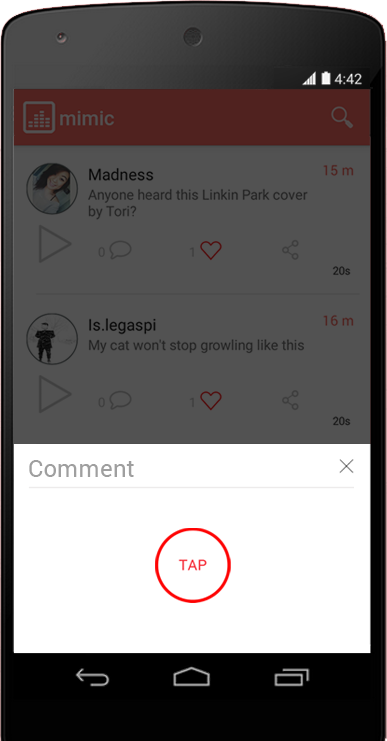 4:42
mimic
Madness
15 m
Anyone heard this Linkin Park cover
by Tori?
0
1
20s
Is.legaspi
16 m
My cat won't stop growling like this
0
1
20s
Comment
TAP